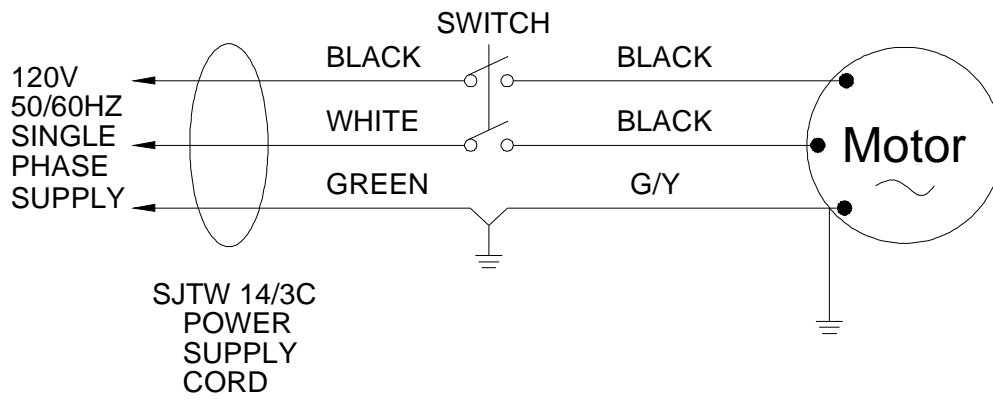 SWITCH
BLACK
BLACK
120V
50/60HZ
SINGLE
PHASE
SUPPLY
WHITE
BLACK
GREEN
G/Y
Motor
SJTW 14/3C
POWER
SUPPLY
CORD